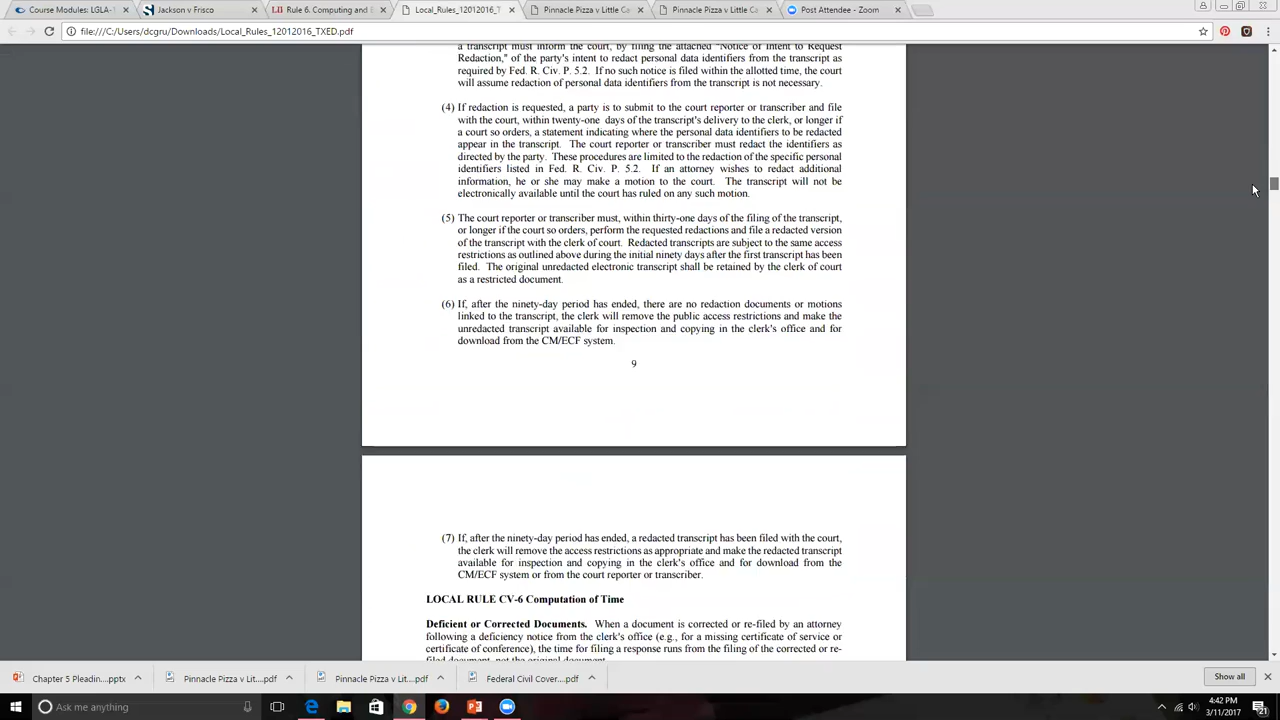 Course Modules: LGLA-1
Jackson v Frisco
Rule 6. Computing and E
Local_Rules_12012016_T
Pinnacle Pizza v Little Ca
Pinnacle Pizza v Little Ca
Post Attendee - Zoom
file:///C:/Users/dcgru/Downloads/Local_Rules_12012016_TXED.pdf
a transcript must inform the court, by filing the attached "Notice of Intent to Request
Redaction," of the party's intent to redact personal data identifiers from the transcript as
required by Fed. R. Civ. P. 5.2. If no such notice is filed within the allotted time, the court
will assume redaction of personal data identifiers from the transcript is not necessary.
(4) If redaction is requested, a party is to submit to the court reporter or transcriber and file
with the court, within twenty-one days of the transcript's delivery to the clerk, or longer if
a court so orders, a statement indicating where the personal data identifiers to be redacted
appear in the transcript. The court reporter or transcriber must redact the identifiers as
directed by the party. These procedures are limited to the redaction of the specific personal
identifiers listed in Fed. R. Civ. P. 5.2. If an attorney wishes to redact additional
information, he or she may make a motion to the court. The transcript will not be
electronically available until the court has ruled on any such motion.
(5) The court reporter or transcriber must, within thirty-one days of the filing of the transcript,
or longer if the court so orders, perform the requested redactions and file a redacted version
of the transcript with the clerk of court. Redacted transcripts are subject to the same access
restrictions as outlined above during the initial ninety days after the first transcript has been
filed. The original unredacted electronic transcript shall be retained by the clerk of court
as a restricted document.
(6) If, after the ninety-day period has ended, there are no redaction documents or motions
linked to the transcript, the clerk will remove the public access restrictions and make the
unredacted transcript available for inspection and copying in the clerk's office and for
download from the CM/ECF system.
9
(7) If, after the ninety-day period has ended, a redacted transcript has been filed with the court,
the clerk will remove the access restrictions as appropriate and make the redacted transcript
available for inspection and copying in the clerk's office and for download from the
CM/ECF system or from the court reporter or transcriber.
LOCAL RULE CV-6 Computation of Time
Deficient or Corrected Documents. When a document is corrected or re-filed by an attorney
following a deficiency notice from the clerk's office (e.g., for a missing certificate of service or
certificate of conference), the time for filing a response runs from the filing of the corrected or re-
filed document, not the original document.
Chapter 5 Pleadin....pptx
Pinnacle Pizza v Lit....pdf
Pinnacle Pizza v Lit....pdf
Federal Civil Cover....pdf
Show all
Ask me anything
4:42 PM
3/11/2017
21